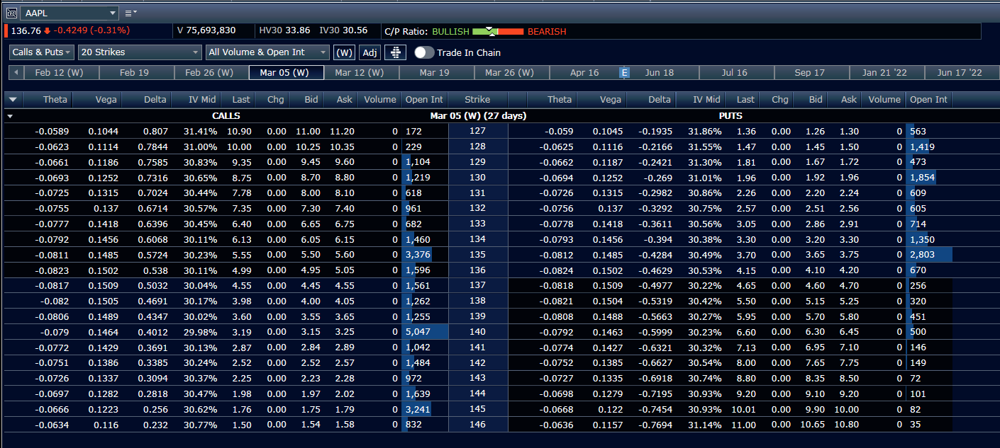 AAPL
136.76 -0.4249 (-0.31%) V 75,693,830 HV30 33.86 IV30 30.56 C/P Ratio: BULLISH BEARISH
Calls & Puts 20 Strikes All Volume & Open Int (W) Adj Trade In Chain
Feb 12 (W) Feb 19 Feb 26 (W) Mar 05 (W) Mar 12 (W) Mar 19 Mar 26 (W) Apr 16 E Jun 18 Jul 16 Sep 17 Jan 21 '22 Jun 17 '22
Theta Vega Delta IV Mid Last Chg Bid Ask Volume Open Int Strike Theta Vega Delta IV Mid Last Chg Bid Ask Volume Open Int
CALLS Mar 05 (W) (27 days) PUTS
-0.0589 0.1044 0.807 31.41% 10.90 0.00 11.00 11.20 0 172 127 -0.059 0.1045 -0.1935 31.86% 1.36 0.00 1.26 1.30 0 563
-0.0623 0.1114 0.7844 31.00% 10.00 0.00 10.25 10.35 0 229 128 -0.0625 0.1116 -0.2166 31.55% 1.47 0.00 1.45 1.50 0 1,419
-0.0661 0.1186 0.7585 30.83% 9.35 0.00 9.45 9.60 0 1,104 129 -0.0662 0.1187 -0.2421 31.30% 1.81 0.00 1.67 1.72 0 473
-0.0693 0.1252 0.7316 30.65% 8.75 0.00 8.70 8.80 0 1,219 130 -0.0694 0.1252 -0.269 31.01% 1.96 0.00 1.92 1.96 0 1,854
-0.0725 0.1315 0.7024 30.44% 7.78 0.00 8.00 8.10 0 618 131 -0.0726 0.1315 -0.2982 30.86% 2.26 0.00 2.20 2.24 0 609
-0.0755 0.137 0.6714 30.57% 7.35 0.00 7.30 7.40 0 961 132 -0.0756 0.137 -0.3292 30.75% 2.57 0.00 2.51 2.56 0 605
-0.0777 0.1418 0.6396 30.45% 6.40 0.00 6.65 6.75 0 682 133 -0.0778 0.1418 -0.3611 30.56% 3.05 0.00 2.86 2.91 0 714
-0.0792 0.1456 0.6068 30.11% 6.13 0.00 6.05 6.15 0 1,460 134 -0.0793 0.1456 -0.394 30.38% 3.30 0.00 3.20 3.30 0 1,350
-0.0811 0.1485 0.5724 30.23% 5.55 0.00 5.50 5.60 0 3,376 135 -0.0812 0.1485 -0.4284 30.49% 3.70 0.00 3.65 3.75 0 2,803
-0.0823 0.1502 0.538 30.11% 4.99 0.00 4.95 5.05 0 1,596 136 -0.0824 0.1502 -0.4629 30.53% 4.15 0.00 4.10 4.20 0 670
-0.0817 0.1509 0.5032 30.04% 4.55 0.00 4.45 4.55 0 1,561 137 -0.0818 0.1509 -0.4977 30.22% 4.65 0.00 4.60 4.70 0 256
-0.082 0.1505 0.4691 30.17% 3.98 0.00 4.00 4.05 0 1,262 138 -0.0821 0.1504 -0.5319 30.42% 5.50 0.00 5.15 5.25 0 320
-0.0806 0.1489 0.4347 30.02% 3.60 0.00 3.55 3.65 0 1,255 139 -0.0808 0.1488 -0.5663 30.27% 5.95 0.00 5.70 5.80 0 451
-0.079 0.1464 0.4012 29.98% 3.19 0.00 3.15 3.25 0 5,047 140 -0.0792 0.1463 -0.5999 30.23% 6.60 0.00 6.30 6.45 0 500
-0.0772 0.1429 0.3691 30.13% 2.87 0.00 2.84 2.89 0 1,042 141 -0.0774 0.1427 -0.6321 30.32% 7.13 0.00 6.95 7.10 0 146
-0.0751 0.1386 0.3385 30.24% 2.52 0.00 2.52 2.57 0 1,484 142 -0.0752 0.1385 -0.6627 30.54% 8.00 0.00 7.65 7.75 0 149
-0.0726 0.1337 0.3094 30.37% 2.25 0.00 2.23 2.28 0 972 143 -0.0727 0.1335 -0.6918 30.74% 8.80 0.00 8.35 8.50 0 72
-0.0697 0.1282 0.2818 30.47% 1.98 0.00 1.97 2.02 0 1,639 144 -0.0698 0.1279 -0.7195 30.93% 9.20 0.00 9.10 9.20 0 101
-0.0666 0.1223 0.256 30.62% 1.76 0.00 1.75 1.79 0 3,241 145 -0.0668 0.122 -0.7454 30.93% 10.01 0.00 9.90 10.00 0 82
-0.0634 0.116 0.232 30.77% 1.50 0.00 1.54 1.58 0 832 146 -0.0636 0.1157 -0.7694 31.14% 11.00 0.00 10.65 10.80 0 35